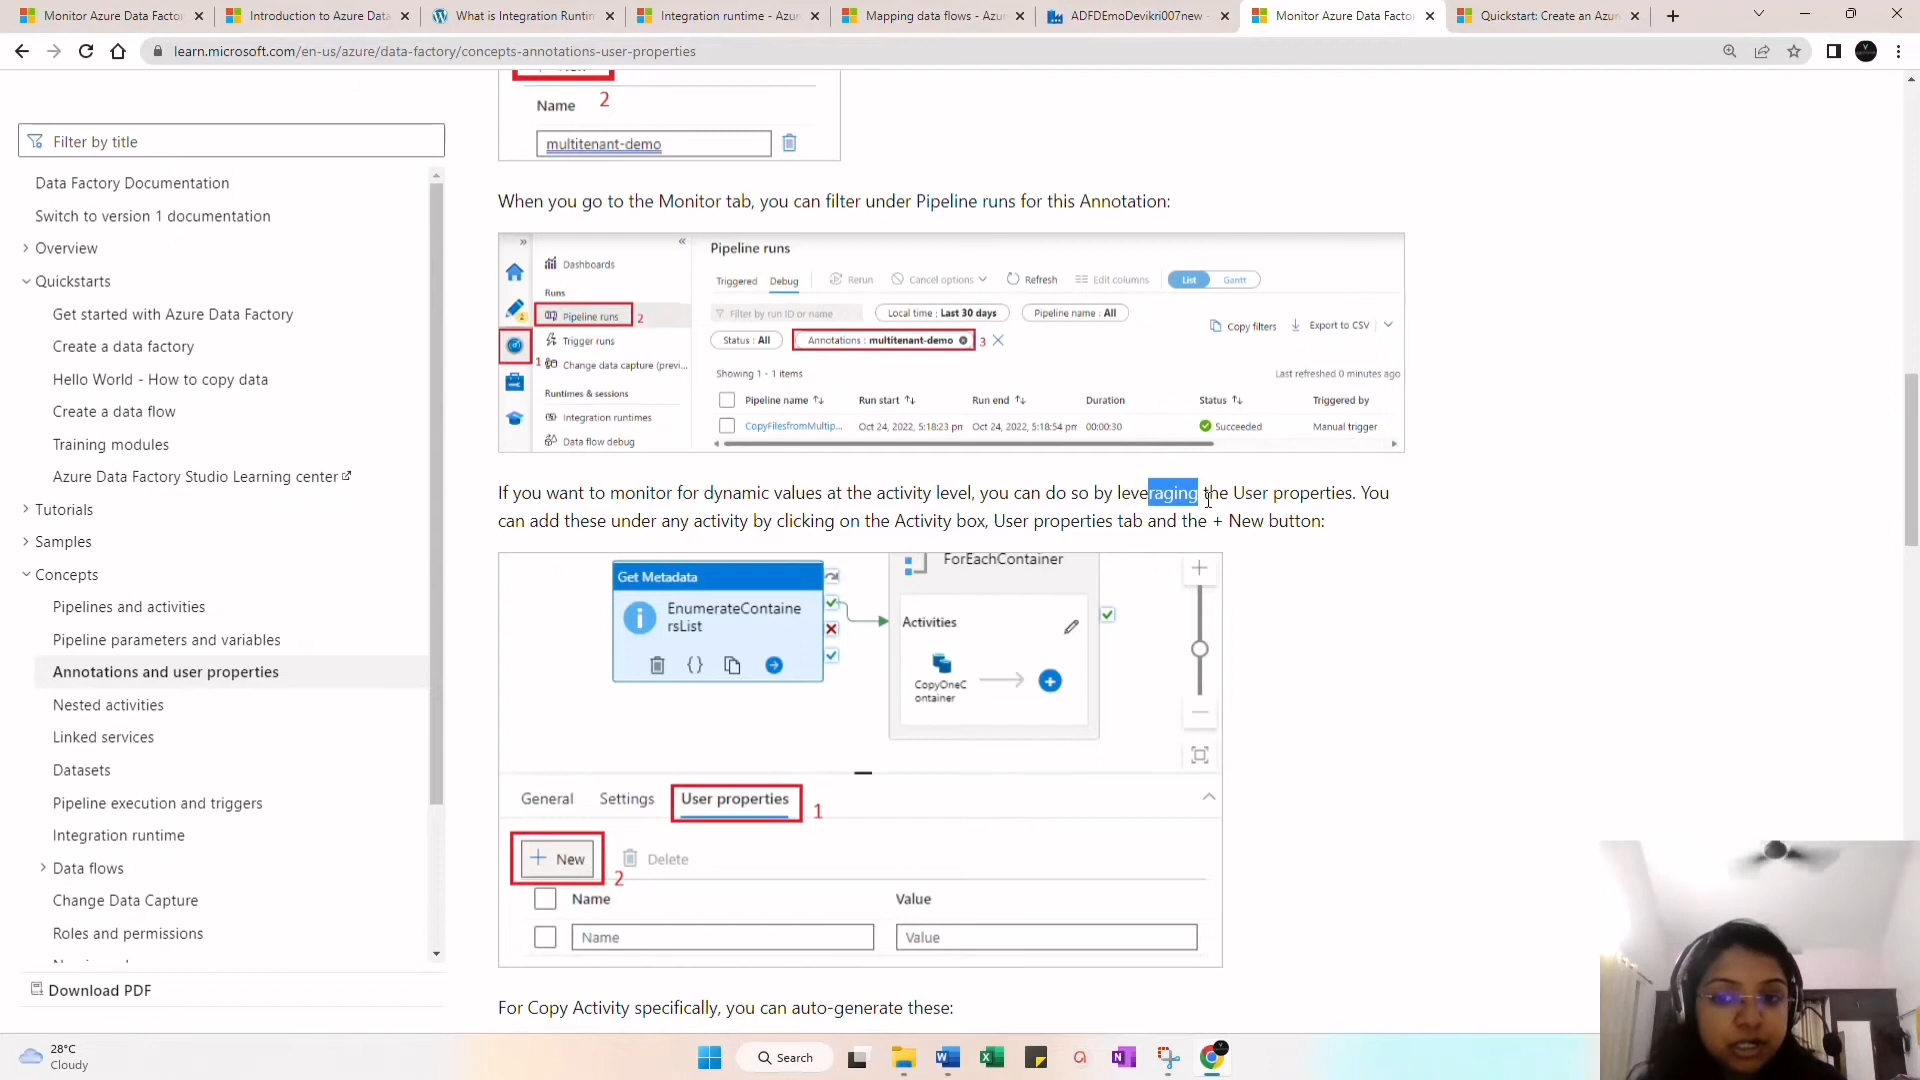 Monitor Azure Data Factor
Introduction to Azure Data
What is Integration Runtim
Integration runtime - Azur
Mapping data flows - Azur
ADFDEmoDevikri007new -
Monitor Azure Data Factor
Quickstart: Create an Azur
learn.microsoft.com/en-us/azure/data-factory/concepts-annotations-user-properties
Filter by title
Data Factory Documentation
Switch to version 1 documentation
Overview
Quickstarts
Get started with Azure Data Factory
Create a data factory
Hello World - How to copy data
Create a data flow
Training modules
Azure Data Factory Studio Learning center
Tutorials
Samples
Concepts
Pipelines and activities
Pipeline parameters and variables
Annotations and user properties
Nested activities
Linked services
Datasets
Pipeline execution and triggers
Integration runtime
Data flows
Change Data Capture
Roles and permissions
Download PDF
Name 2
multitenant-demo
When you go to the Monitor tab, you can filter under Pipeline runs for this Annotation:
Dashboards
Runs
Pipeline runs 2
Trigger runs
1 Change data capture (previ...
Runtimes & sessions
Integration runtimes
Data flow debug
Pipeline runs
Triggered Debug Rerun Cancel options Refresh Edit columns List Gantt
Filter by run ID or name Local time : Last 30 days Pipeline name : All
Status : All Annotations : multitenant-demo 3 Copy filters Export to CSV
Showing 1 - 1 items Last refreshed 0 minutes ago
Pipeline name Run start Run end Duration Status Triggered by
CopyFilesfromMultip... Oct 24, 2022, 5:18:23 pm Oct 24, 2022, 5:18:54 pm 00:00:30 Succeeded Manual trigger
If you want to monitor for dynamic values at the activity level, you can do so by leveraging the User properties. You
can add these under any activity by clicking on the Activity box, User properties tab and the + New button:
Get Metadata
EnumerateContaine
rsList
ForEachContainer
Activities
CopyOneC
ontainer
General Settings User properties 1
New Delete
2
Name Value
Name Value
For Copy Activity specifically, you can auto-generate these:
28°C
Cloudy
Search